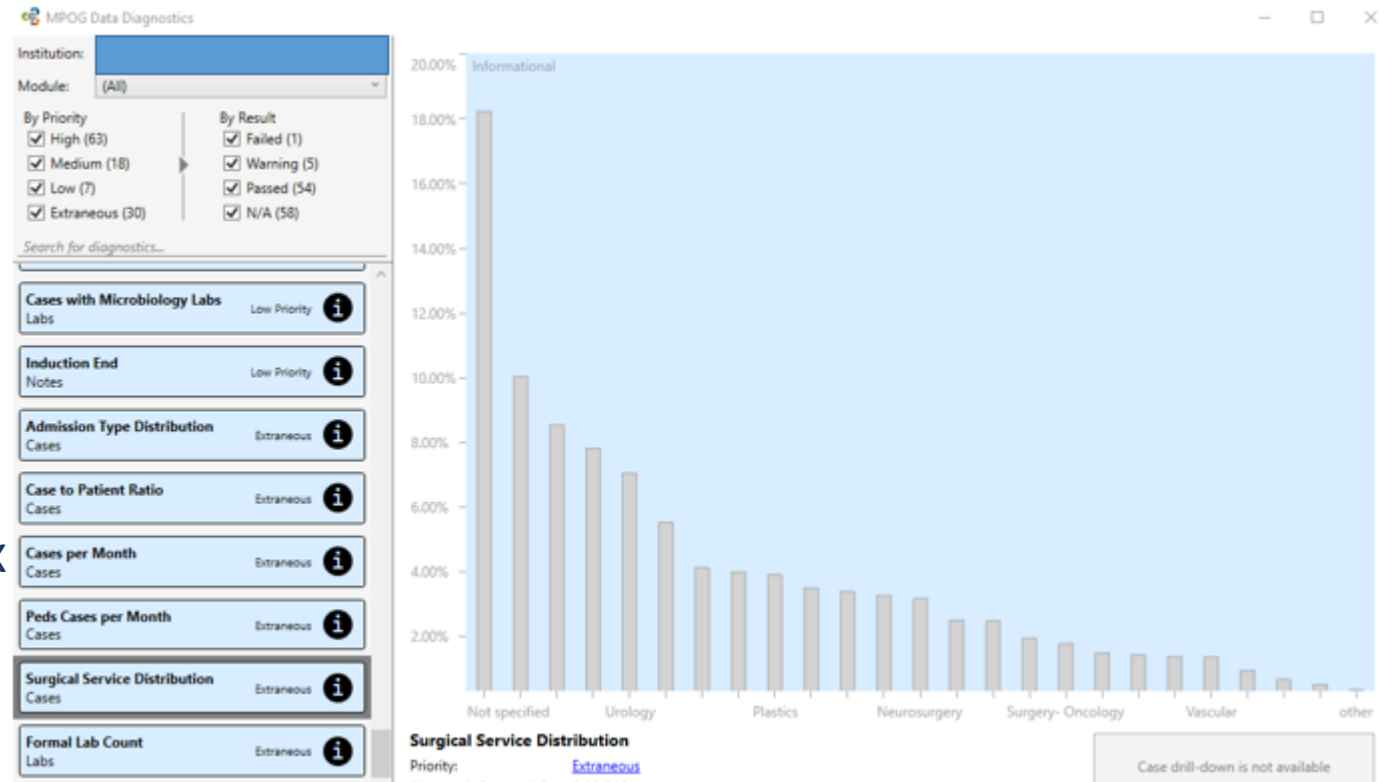 MPOG Data Diagnostics
Institution:
Module: (All)
By Priority
High (63)
Medium (18)
Low (7)
Extraneous (30)
By Result
Failed (1)
Warning (5)
Passed (54)
N/A (58)
Search for diagnostics...
Cases with Microbiology Labs
Labs
Low Priority
Induction End
Notes
Low Priority
Admission Type Distribution
Cases
Extraneous
Case to Patient Ratio
Cases
Extraneous
Cases per Month
Cases
Extraneous
Peds Cases per Month
Cases
Extraneous
Surgical Service Distribution
Cases
Extraneous
Formal Lab Count
Labs
Extraneous
Informational
20.00%
18.00%
16.00%
14.00%
12.00%
10.00%
8.00%
6.00%
4.00%
2.00%
Not specified Urology Plastics Neurosurgery Surgery- Oncology Vascular other
Surgical Service Distribution
Priority: Extraneous
Case drill-down is not available